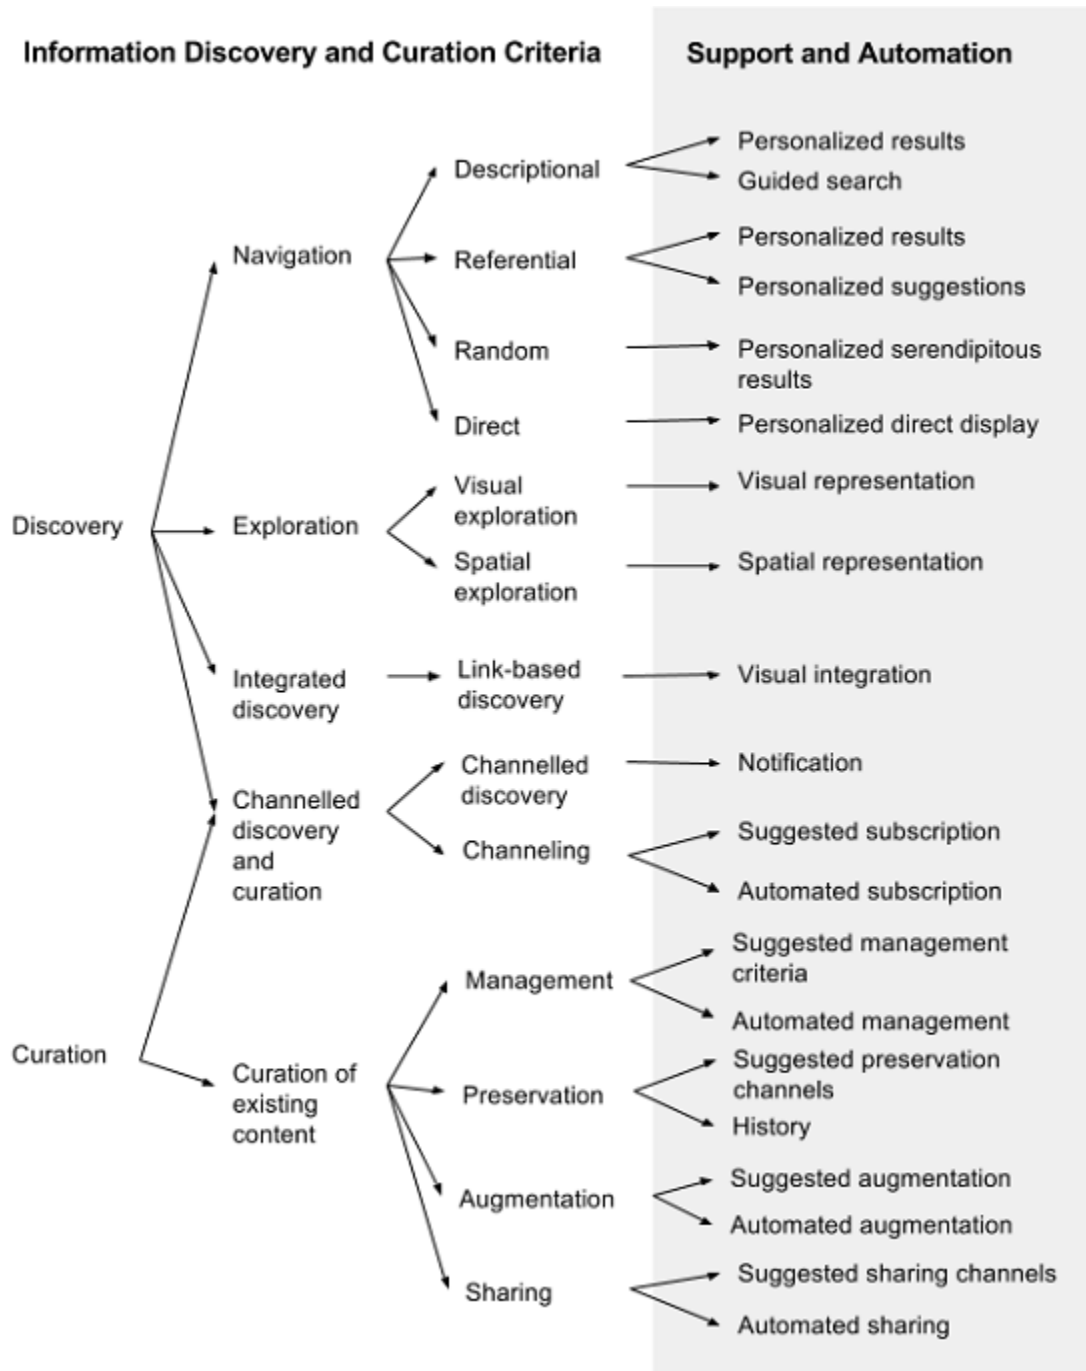 Information Discovery and Curation Criteria
Support and Automation
Discovery
Curation
Navigation
Exploration
Integrated
discovery
Channelled
discovery
and
curation
Curation of
existing
content
Descriptional
Referential
Random
Direct
Visual
exploration
Spatial
exploration
Link-based
discovery
Channelled
discovery
Channeling
Management
Preservation
Augmentation
Sharing
Personalized results
Guided search
Personalized results
Personalized suggestions
Personalized serendipitous
results
Personalized direct display
Visual representation
Spatial representation
Visual integration
Notification
Suggested subscription
Automated subscription
Suggested management
criteria
Automated management
Suggested preservation
channels
History
Suggested augmentation
Automated augmentation
Suggested sharing channels
Automated sharing